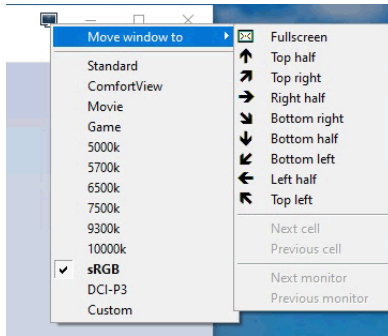 Move window to
Standard
ComfortView
Movie
Game
5000k
5700k
6500k
7500k
9300k
10000k
sRGB
DCI-P3
Custom
Fullscreen
Top half
Top right
Right half
Bottom right
Bottom half
Bottom left
Left half
Top left
Next cell
Previous cell
Next monitor
Previous monitor